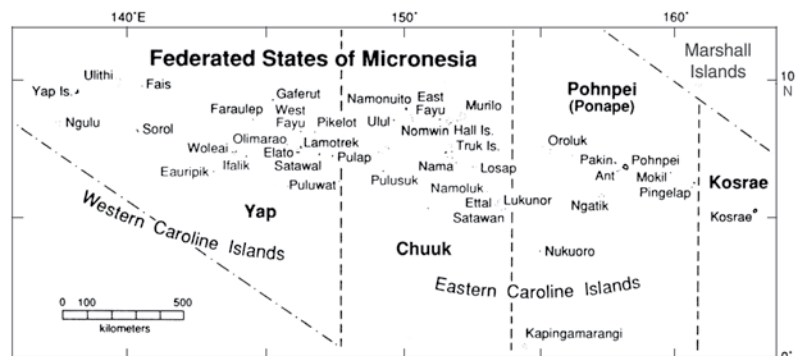 140°E
150°
160°
Federated States of Micronesia
Marshall
Islands
10
N
Pohnpei
(Ponape)
Ulithi
Fais
Yap Is.
Gaferut
Faraulep
West
Fayu
Pikelot
Namonuito
East
Fayu
Murilo
Ulul
Nomwin
Hall Is.
Truk Is.
Ngulu
Sorol
Olimarao
Lamotrek
Woleai
Elato
Pulap
Oroluk
Ifalik
Satawal
Eauripik
Puluwat
Pulusuk
Nama
Losap
Namoluk
Ettal
Lukunor
Satawan
Pakin
Pohnpei
Ant
Mokil
Pingelap
Ngatik
Kosrae
Kosrae
Yap
Chuuk
Nukuoro
Western Caroline Islands
Eastern Caroline Islands
0 100 500
kilometers
Kapingamarangi